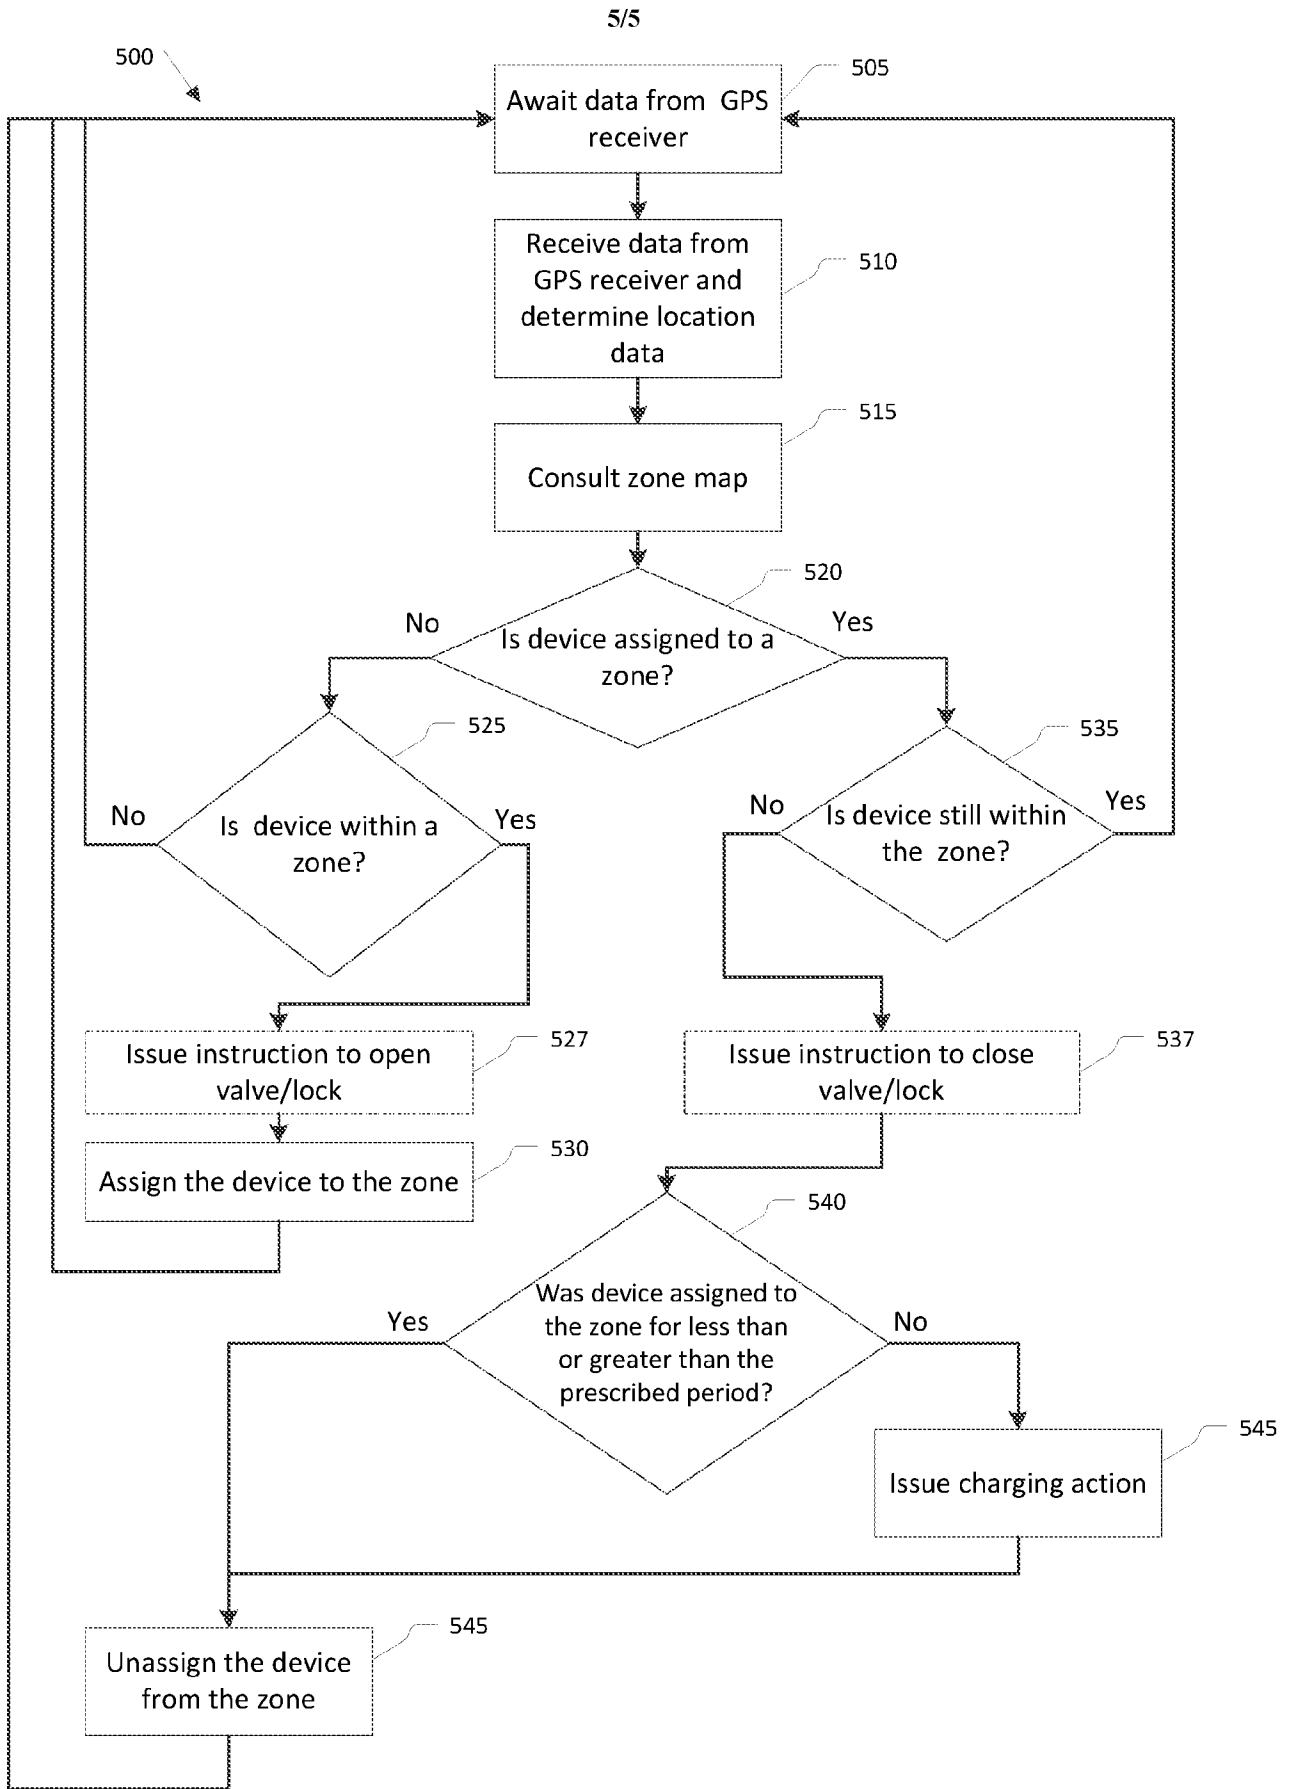 5/5
500
505
Await data from GPS
receiver
Receive data from
GPS receiver and
determine location
data
510
515
Consult zone map
520
No
Yes
Is device assigned to a
zone?
525
535
No
Is device within a
zone?
Yes
No
Is device still within
the zone?
Yes
Issue instruction to open
valve/lock
527
Issue instruction to close
valve/lock
537
530
Assign the device to the zone
540
Yes
Was device assigned to
the zone for less than
or greater than the
prescribed period?
No
545
Issue charging action
545
Unassign the device
from the zone